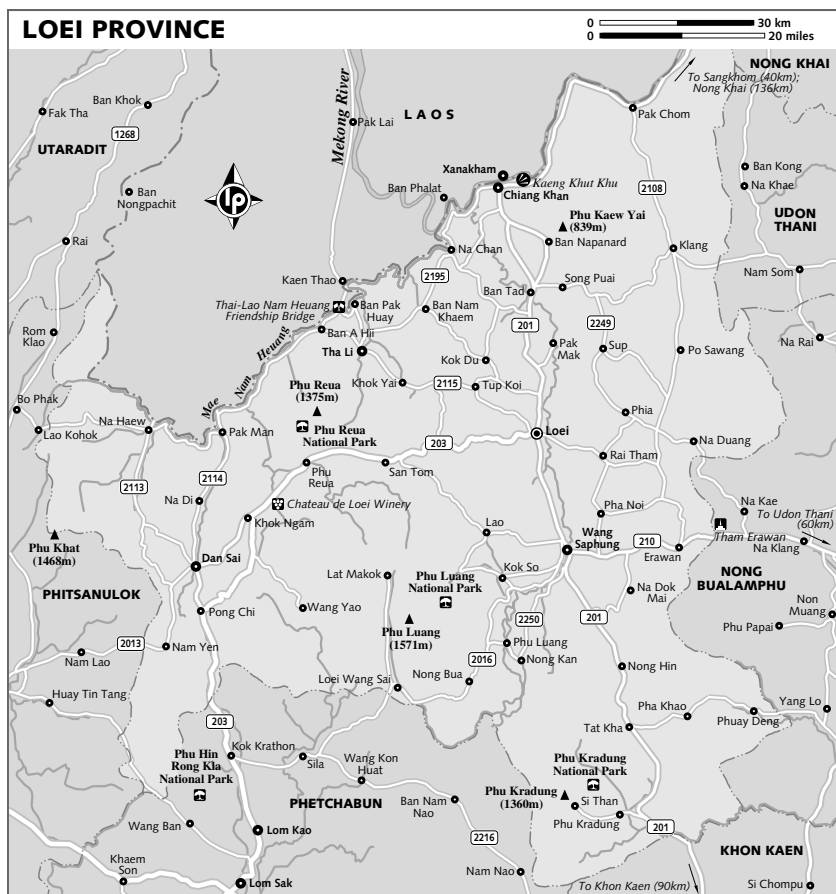 LOEI PROVINCE
0 30 km
0 20 miles
NONG KHAI
To Sangkhom (40km);
Nong Khai (136km)
Ban Khok
Fak Tha
1268
UTARADIT
Mekong River
LAOS
Pak Lai
Pak Chom
lp
Xanakham
Kaeng Khut Khu
Chiang Khan
2108
Ban Kong
Na Khae
Ban
Nongpachit
Ban Phalat
Phu Kaew Yai
(839m)
UDON
THANI
Rai
Na Chan
Ban Napanard
Klang
Kaen Thao
2195
Song Puai
Nam Som
Thai-Lao Nam Heuang
Friendship Bridge
Ban Pak
Huay
Ban Nam
Khaem
Ban Tad
201
2249
Rom
Klao
Ban A Hii
Pak
Mak
Sup
Po Sawang
Na Rai
Mae Nam Heuang
Tha Li
Kok Du
Phu Reua
(1375m)
Khok Yai
2115
Tup Koi
Bo Phak
Na Haew
Phia
Lao Kohok
Pak Man
Phu Reua
National Park
203
Loei
Na Duang
Phu
Reua
San Tom
Rai Tham
2113
2114
Na Di
Chateau de Loei Winery
Pha Noi
Na Kae
To Udon Thani
(60km)
Khok Ngam
Lao
Tham Erawan
Phu Khat
(1468m)
Wang
Saphung
210
Erawan
Na Klang
Dan Sai
Lat Makok
Phu Luang
National Park
Kok So
NONG
BUALAMPHU
PHITSANULOK
Na Dok
Mai
Non
Muang
Pong Chi
Wang Yao
Phu Luang
(1571m)
2250
201
Phu Papai
2013
Nam Yen
Phu Luang
Nam Lao
2016
Nong Kan
Nong Hin
Loei Wang Sai
Nong Bua
Huay Tin Tang
Pha Khao
Yang Lo
203
Tat Kha
Phuay Deng
Phu Hin
Rong Kla
National Park
Kok Krathon
Sila
Wang Kon
Huat
Phu Kradung
National Park
PHETCHABUN
Ban Nam
Nao
Phu Kradung
(1360m)
Si Than
Wang Ban
Lom Kao
Phu Kradung
201
2216
KHON KAEN
Khaem
Son
Nam Nao
Lom Sak
To Khon Kaen (90km)
Si Chompu